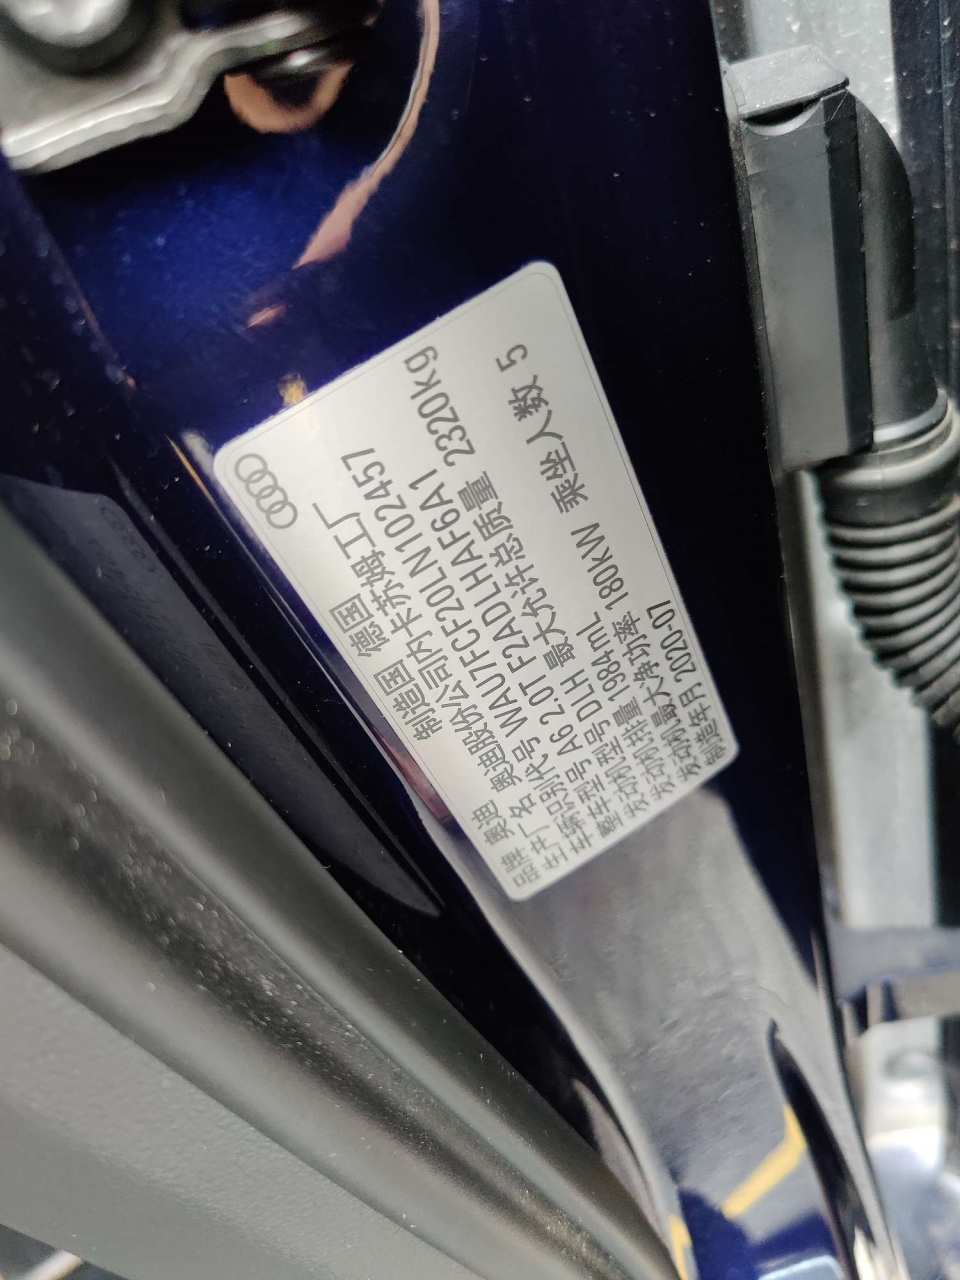 品牌 奥迪 制造国 德国
生产厂名 奥迪股份公司内卡苏姆工厂
车辆识别代号 WAU7FCF20LN102457
整车型号 A6 2.0T F2ADLHAF6A1
发动机型号 DLH 最大允许总质量 2320kg
发动机排量 1984mL
发动机最大净功率 180kW 乘坐人数 5
制造年月 2020-07